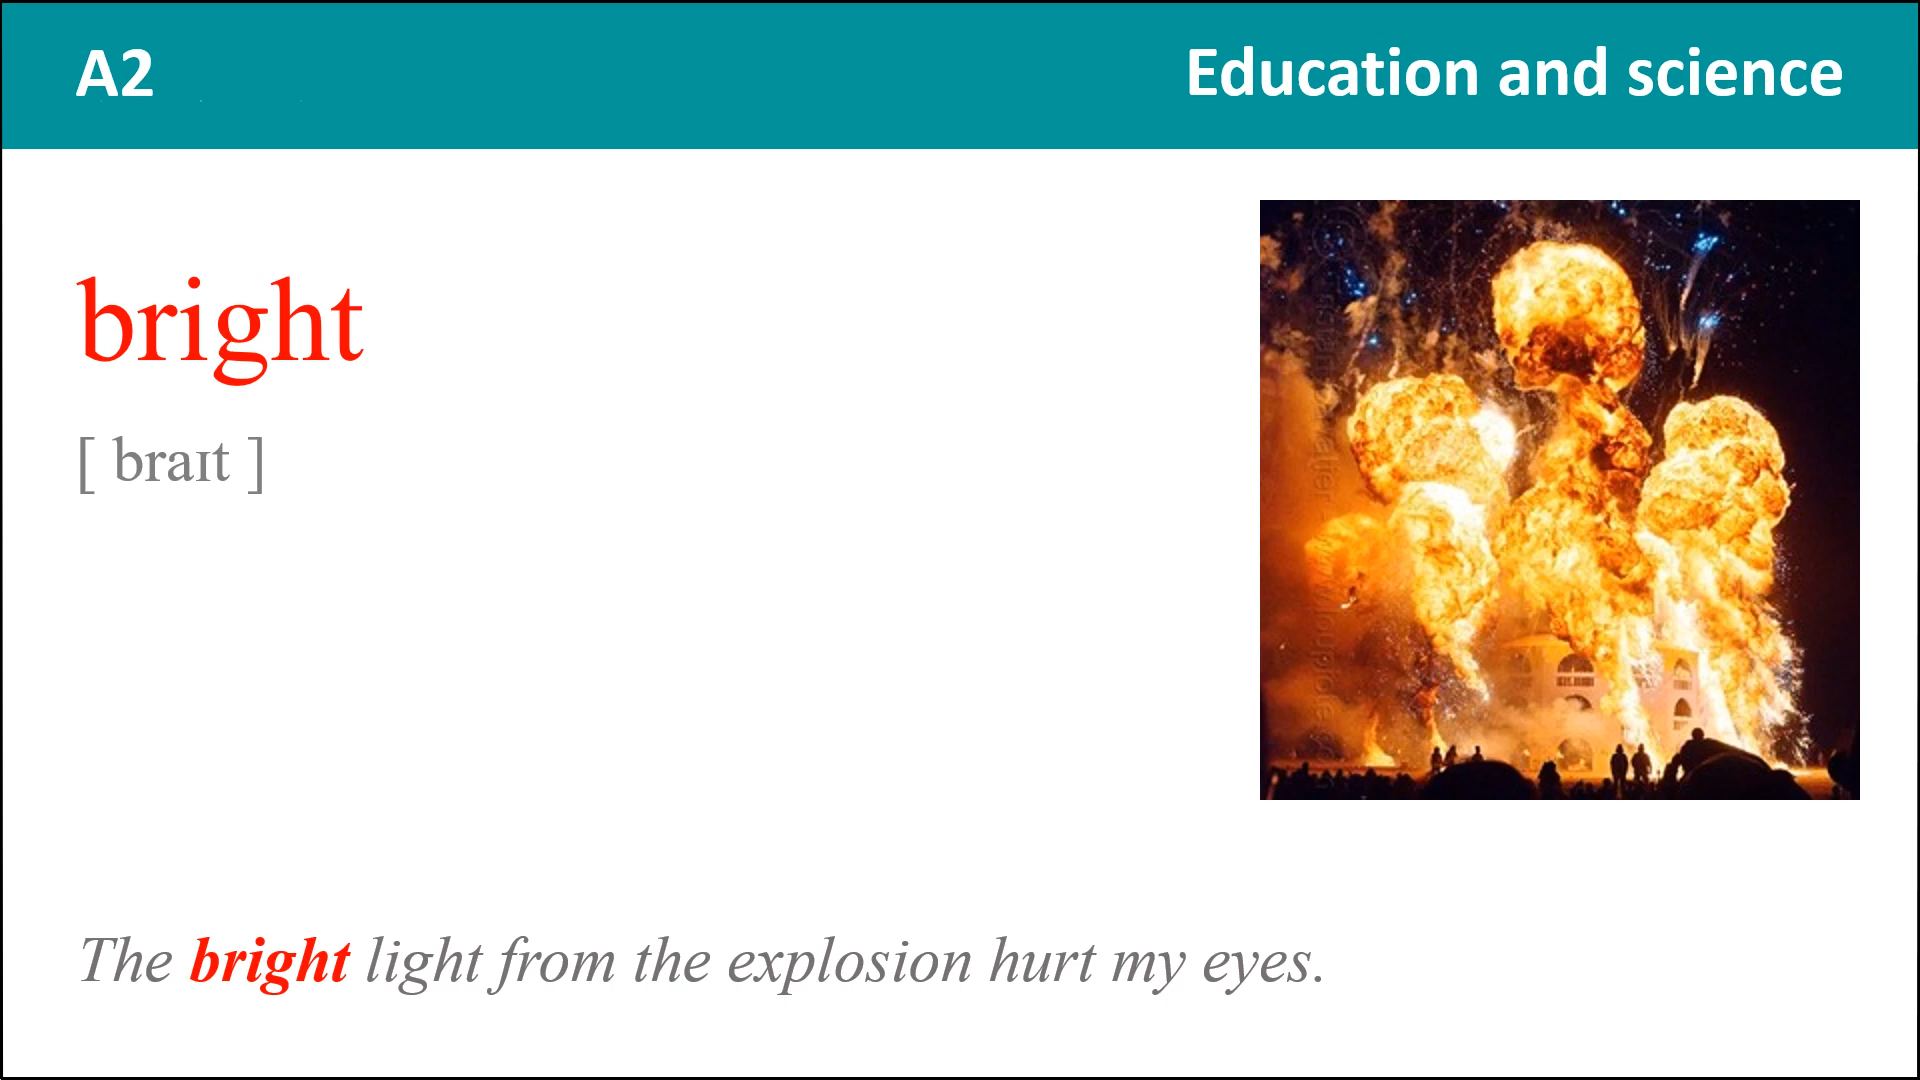 A2
Education and science
bright
[ braɪt ]
The bright light from the explosion hurt my eyes.